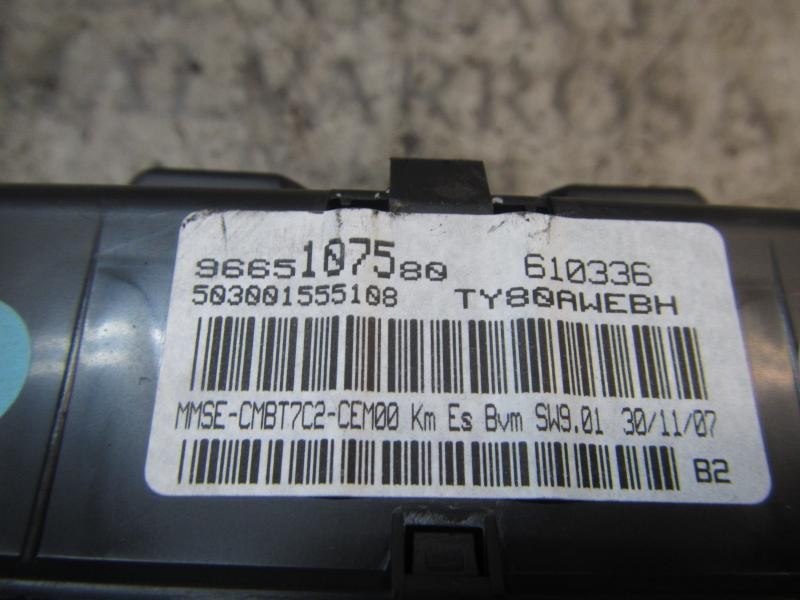 9665107580 610336
503001555108 TY80AWEBH
MMSE-CMBT7C2-CEM00 Km Es Bvm SW9.01 30/11/07
B2